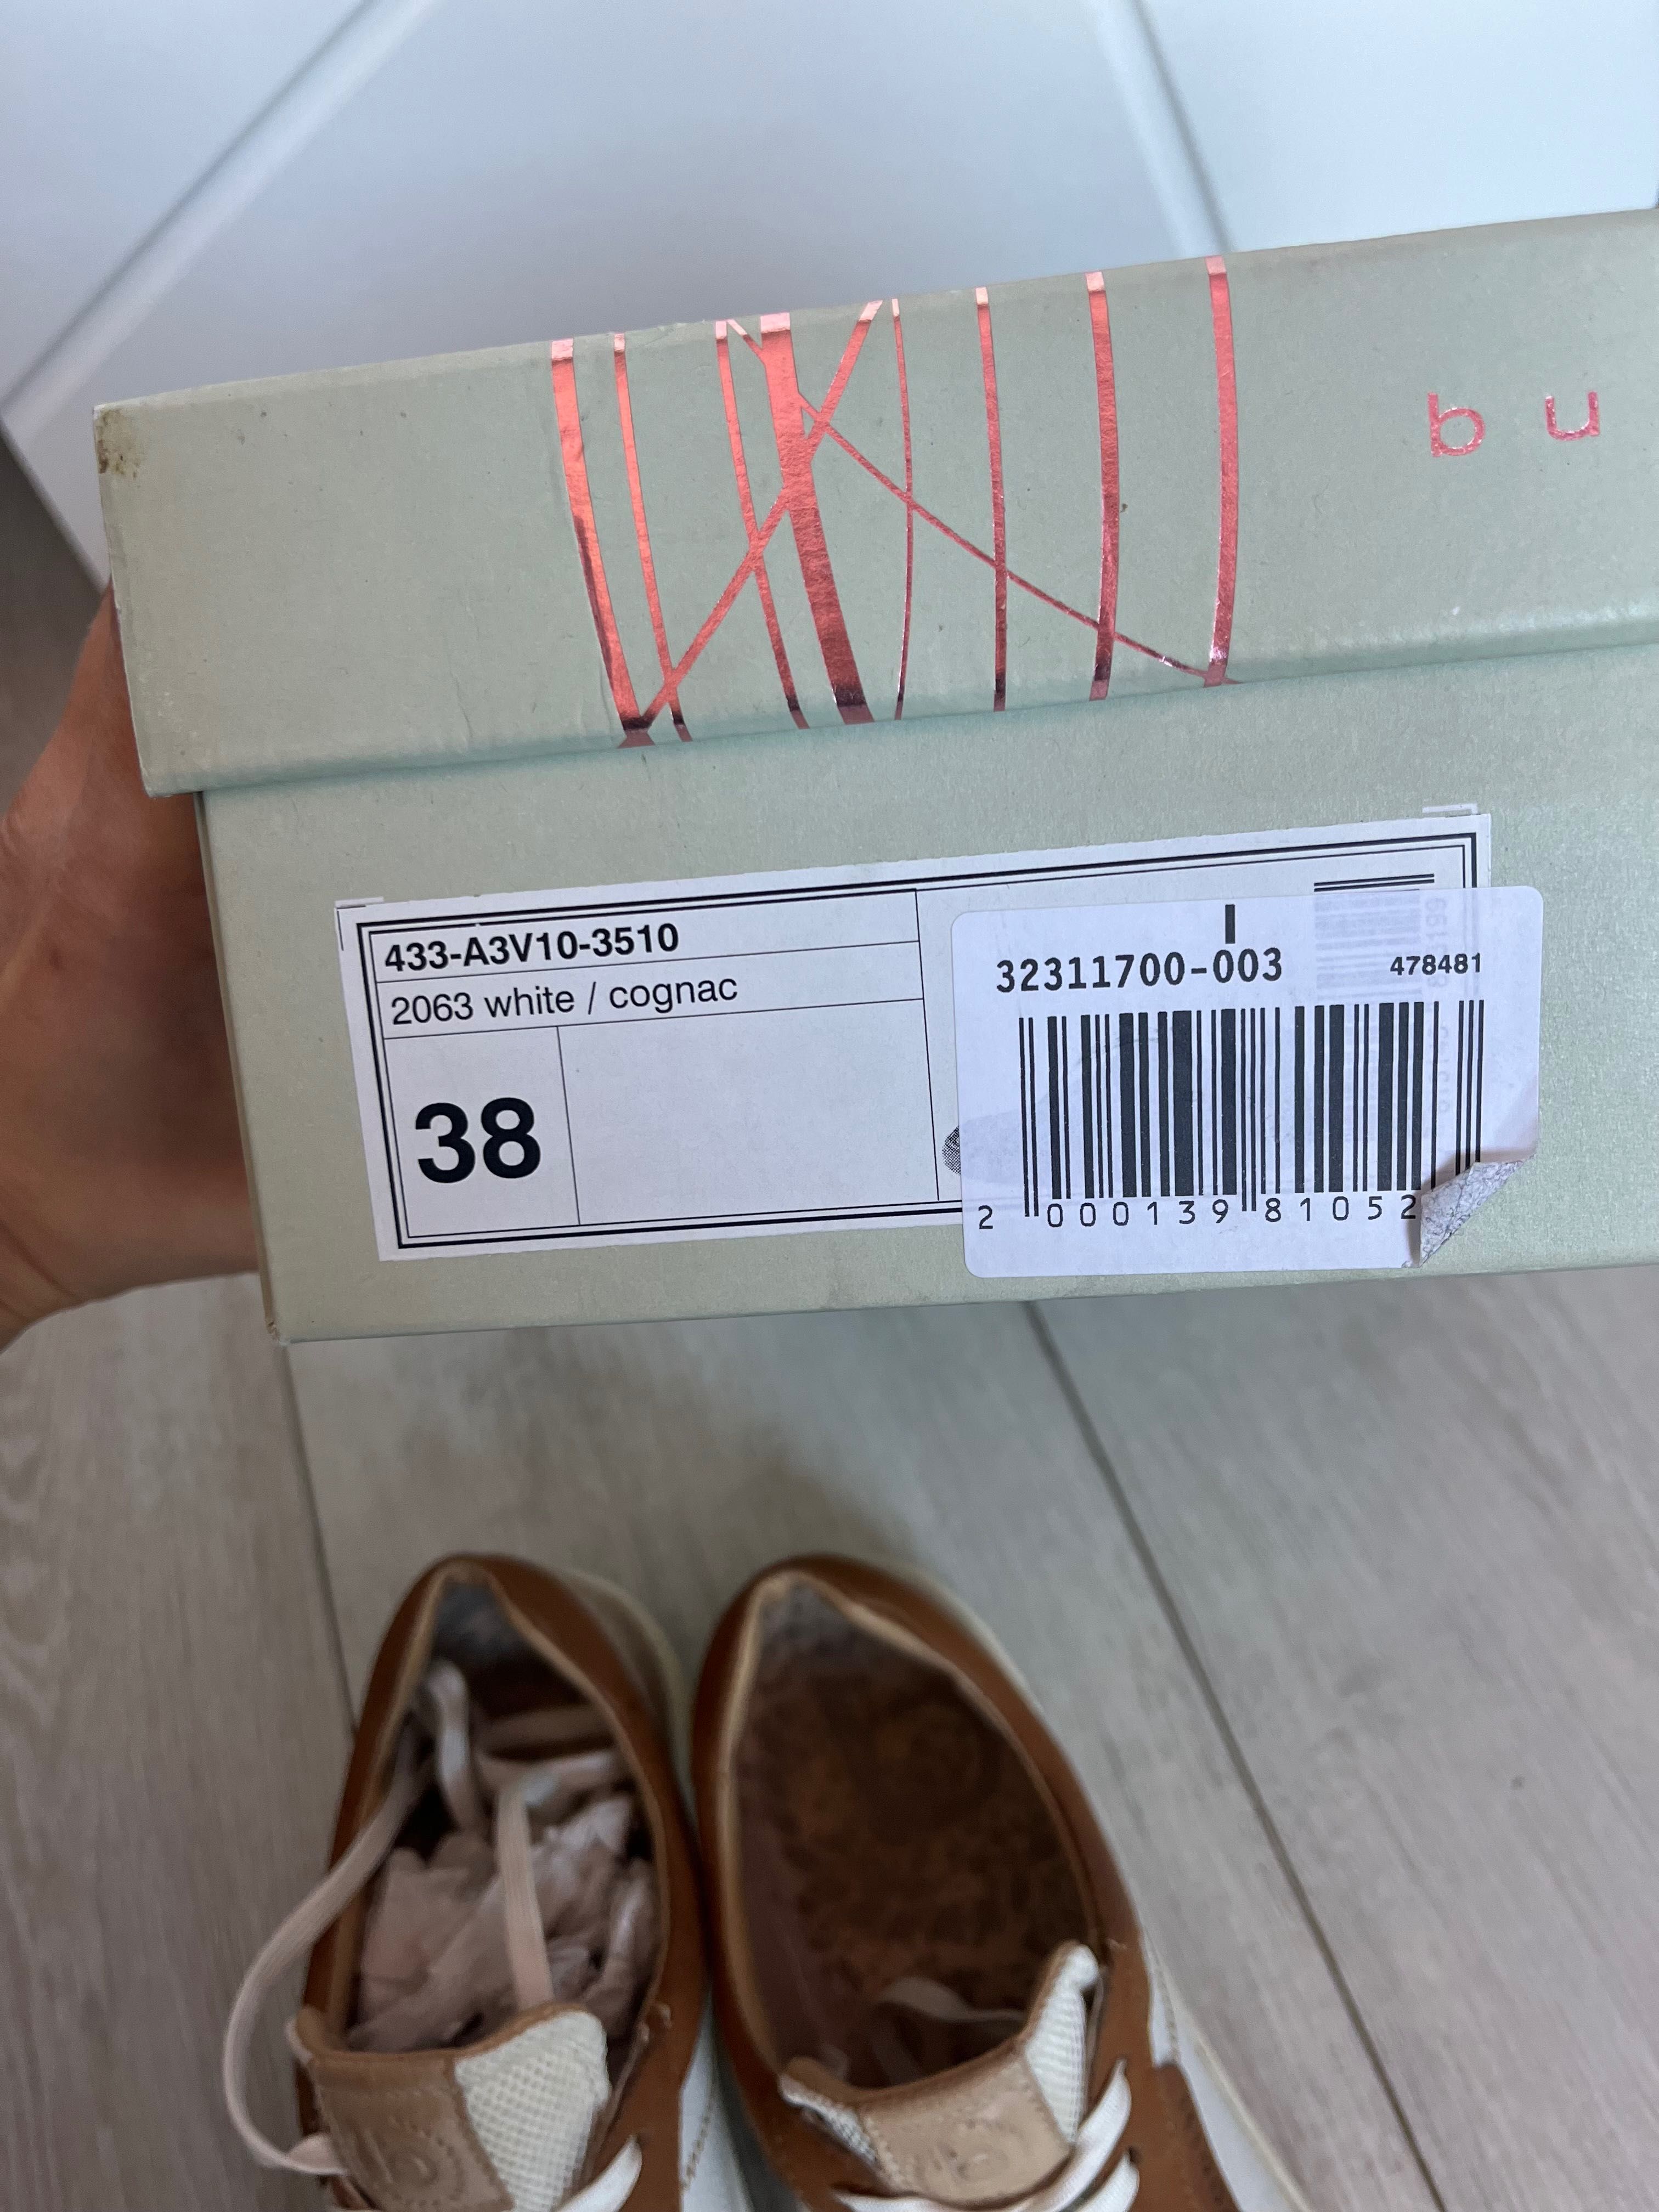 bu
433-A3V10-3510
2063 white / cognac
38
32311700-003
478481
2 000139 81052